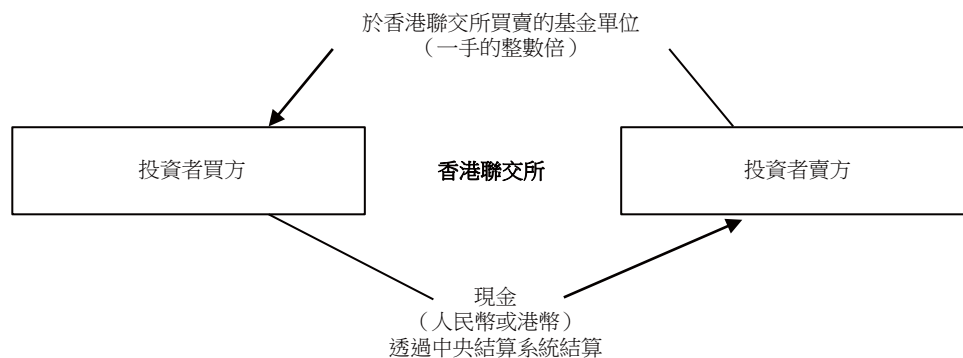 於香港聯交所買賣的基金單位
（一手的整數倍）
投資者買方
香港聯交所
投資者賣方
現金
（人民幣或港幣）
透過中央結算系統結算